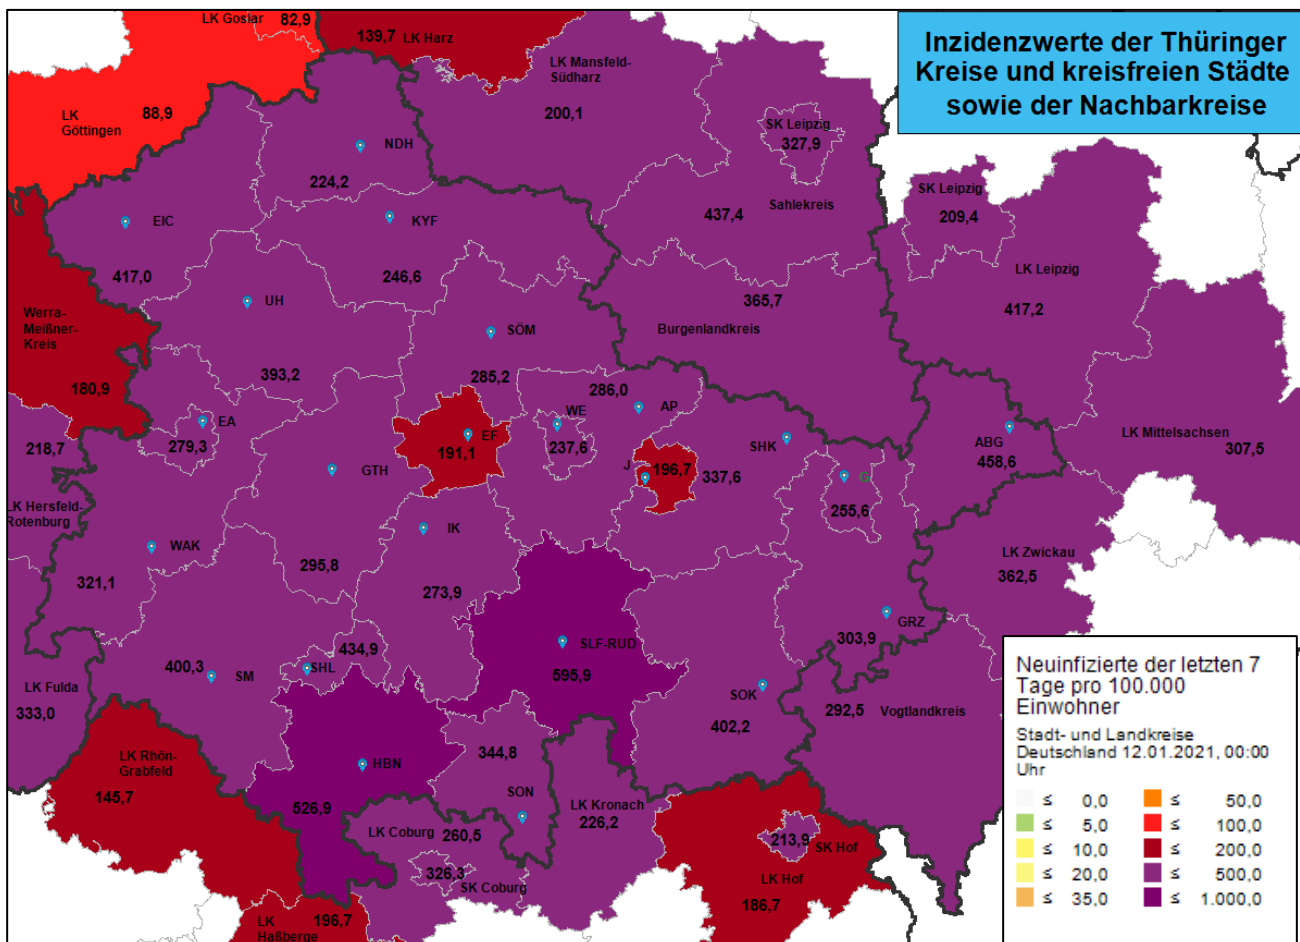 LK Goslar
82,9
139,7 LK Harz
Inzidenzwerte der Thüringer
Kreise und kreisfreien Städte
sowie der Nachbarkreise
LK Mansfeld-
Südharz
200,1
LK
Göttingen
88,9
NDH
224,2
SK Leipzig
327,9
SK Leipzig
209,4
EIC
417,0
KYF
246,6
437,4
Sahlekreis
LK Leipzig
417,2
UH
393,2
SÖM
285,2
365,7
Burgenlandkreis
Werra-
Meißner-
Kreis
180,9
286,0
AP
WE
237,6
EA
279,3
EF
191,1
218,7
LK Hersfeld-
Rotenburg
GTH
295,8
J
196,7
SHK
337,6
G
255,6
ABG
458,6
LK Mittelsachsen
307,5
WAK
321,1
IK
273,9
LK Zwickau
362,5
SLF-RUD
595,9
GRZ
303,9
LK Fulda
333,0
400,3
SM
SHL
434,9
SOK
402,2
292,5
Vogtlandkreis
LK Rhön-
Grabfeld
145,7
HBN
526,9
344,8
SON
LK Kronach
226,2
LK Coburg
260,5
326,3
SK Coburg
213,9
SK Hof
LK Hof
186,7
LK
Haßberge
196,7
Neuinfizierte der letzten 7
Tage pro 100.000
Einwohner
Stadt- und Landkreise
Deutschland 12.01.2021, 00:00
Uhr
≤ 0,0 ≤ 50,0
≤ 5,0 ≤ 100,0
≤ 10,0 ≤ 200,0
≤ 20,0 ≤ 500,0
≤ 35,0 ≤ 1.000,0